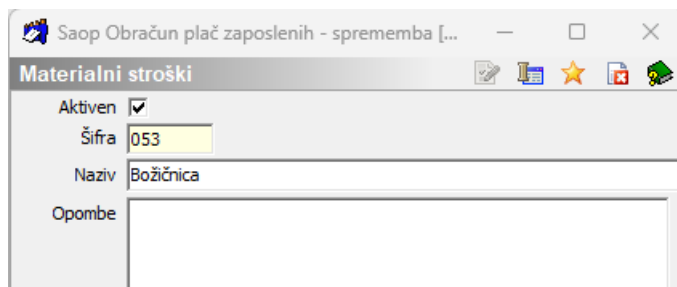 Saop Obračun plač zaposlenih - sprememba [...
Materialni stroški
Aktiven
Šifra 053
Naziv Božičnica
Opombe